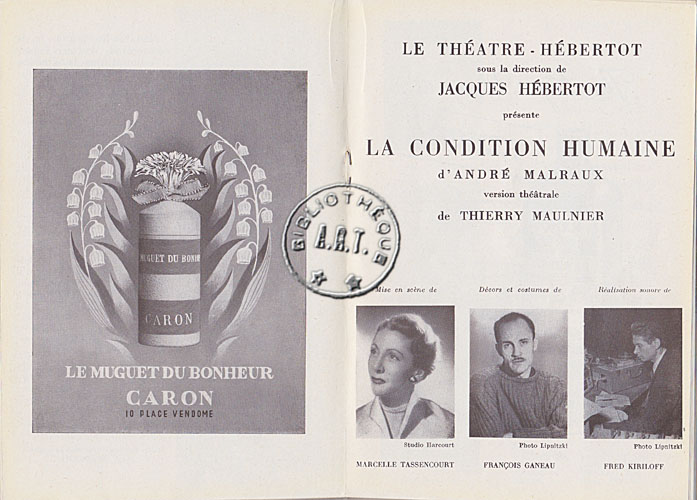 MUGUET DU BONHEUR
CARON
LE MUGUET DU BONHEUR
CARON
10 PLACE VENDOME
BIBLIOTHÈQUE
A.R.T.
LE THÉATRE - HÉBERTOT
sous la direction de
JACQUES HÉBERTOT
présente
LA CONDITION HUMAINE
d'ANDRÉ MALRAUX
version théâtrale
de THIERRY MAULNIER
Mise en scène de
Décors et costumes de
Réalisation sonore de
Studio Harcourt
Photo Lipnitzki
Photo Lipnitzki
MARCELLE TASSENCOURT
FRANÇOIS GANEAU
FRED KIRILOFF